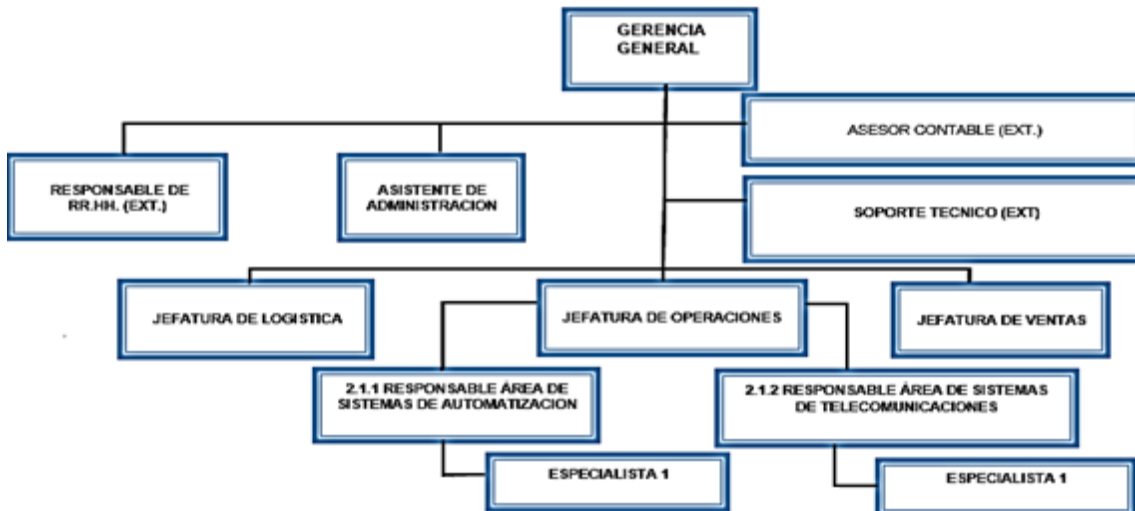 GERENCIA
GENERAL
ASESOR CONTABLE (EXT.)
RESPONSABLE DE
RR.HH. (EXT.)
ASISTENTE DE
ADMINISTRACION
SOPORTE TECNICO (EXT)
JEFATURA DE LOGISTICA
JEFATURA DE OPERACIONES
JEFATURA DE VENTAS
2.1.1 RESPONSABLE ÁREA DE
SISTEMAS DE AUTOMATIZACION
2.1.2 RESPONSABLE ÁREA DE SISTEMAS
DE TELECOMUNICACIONES
ESPECIALISTA 1
ESPECIALISTA 1